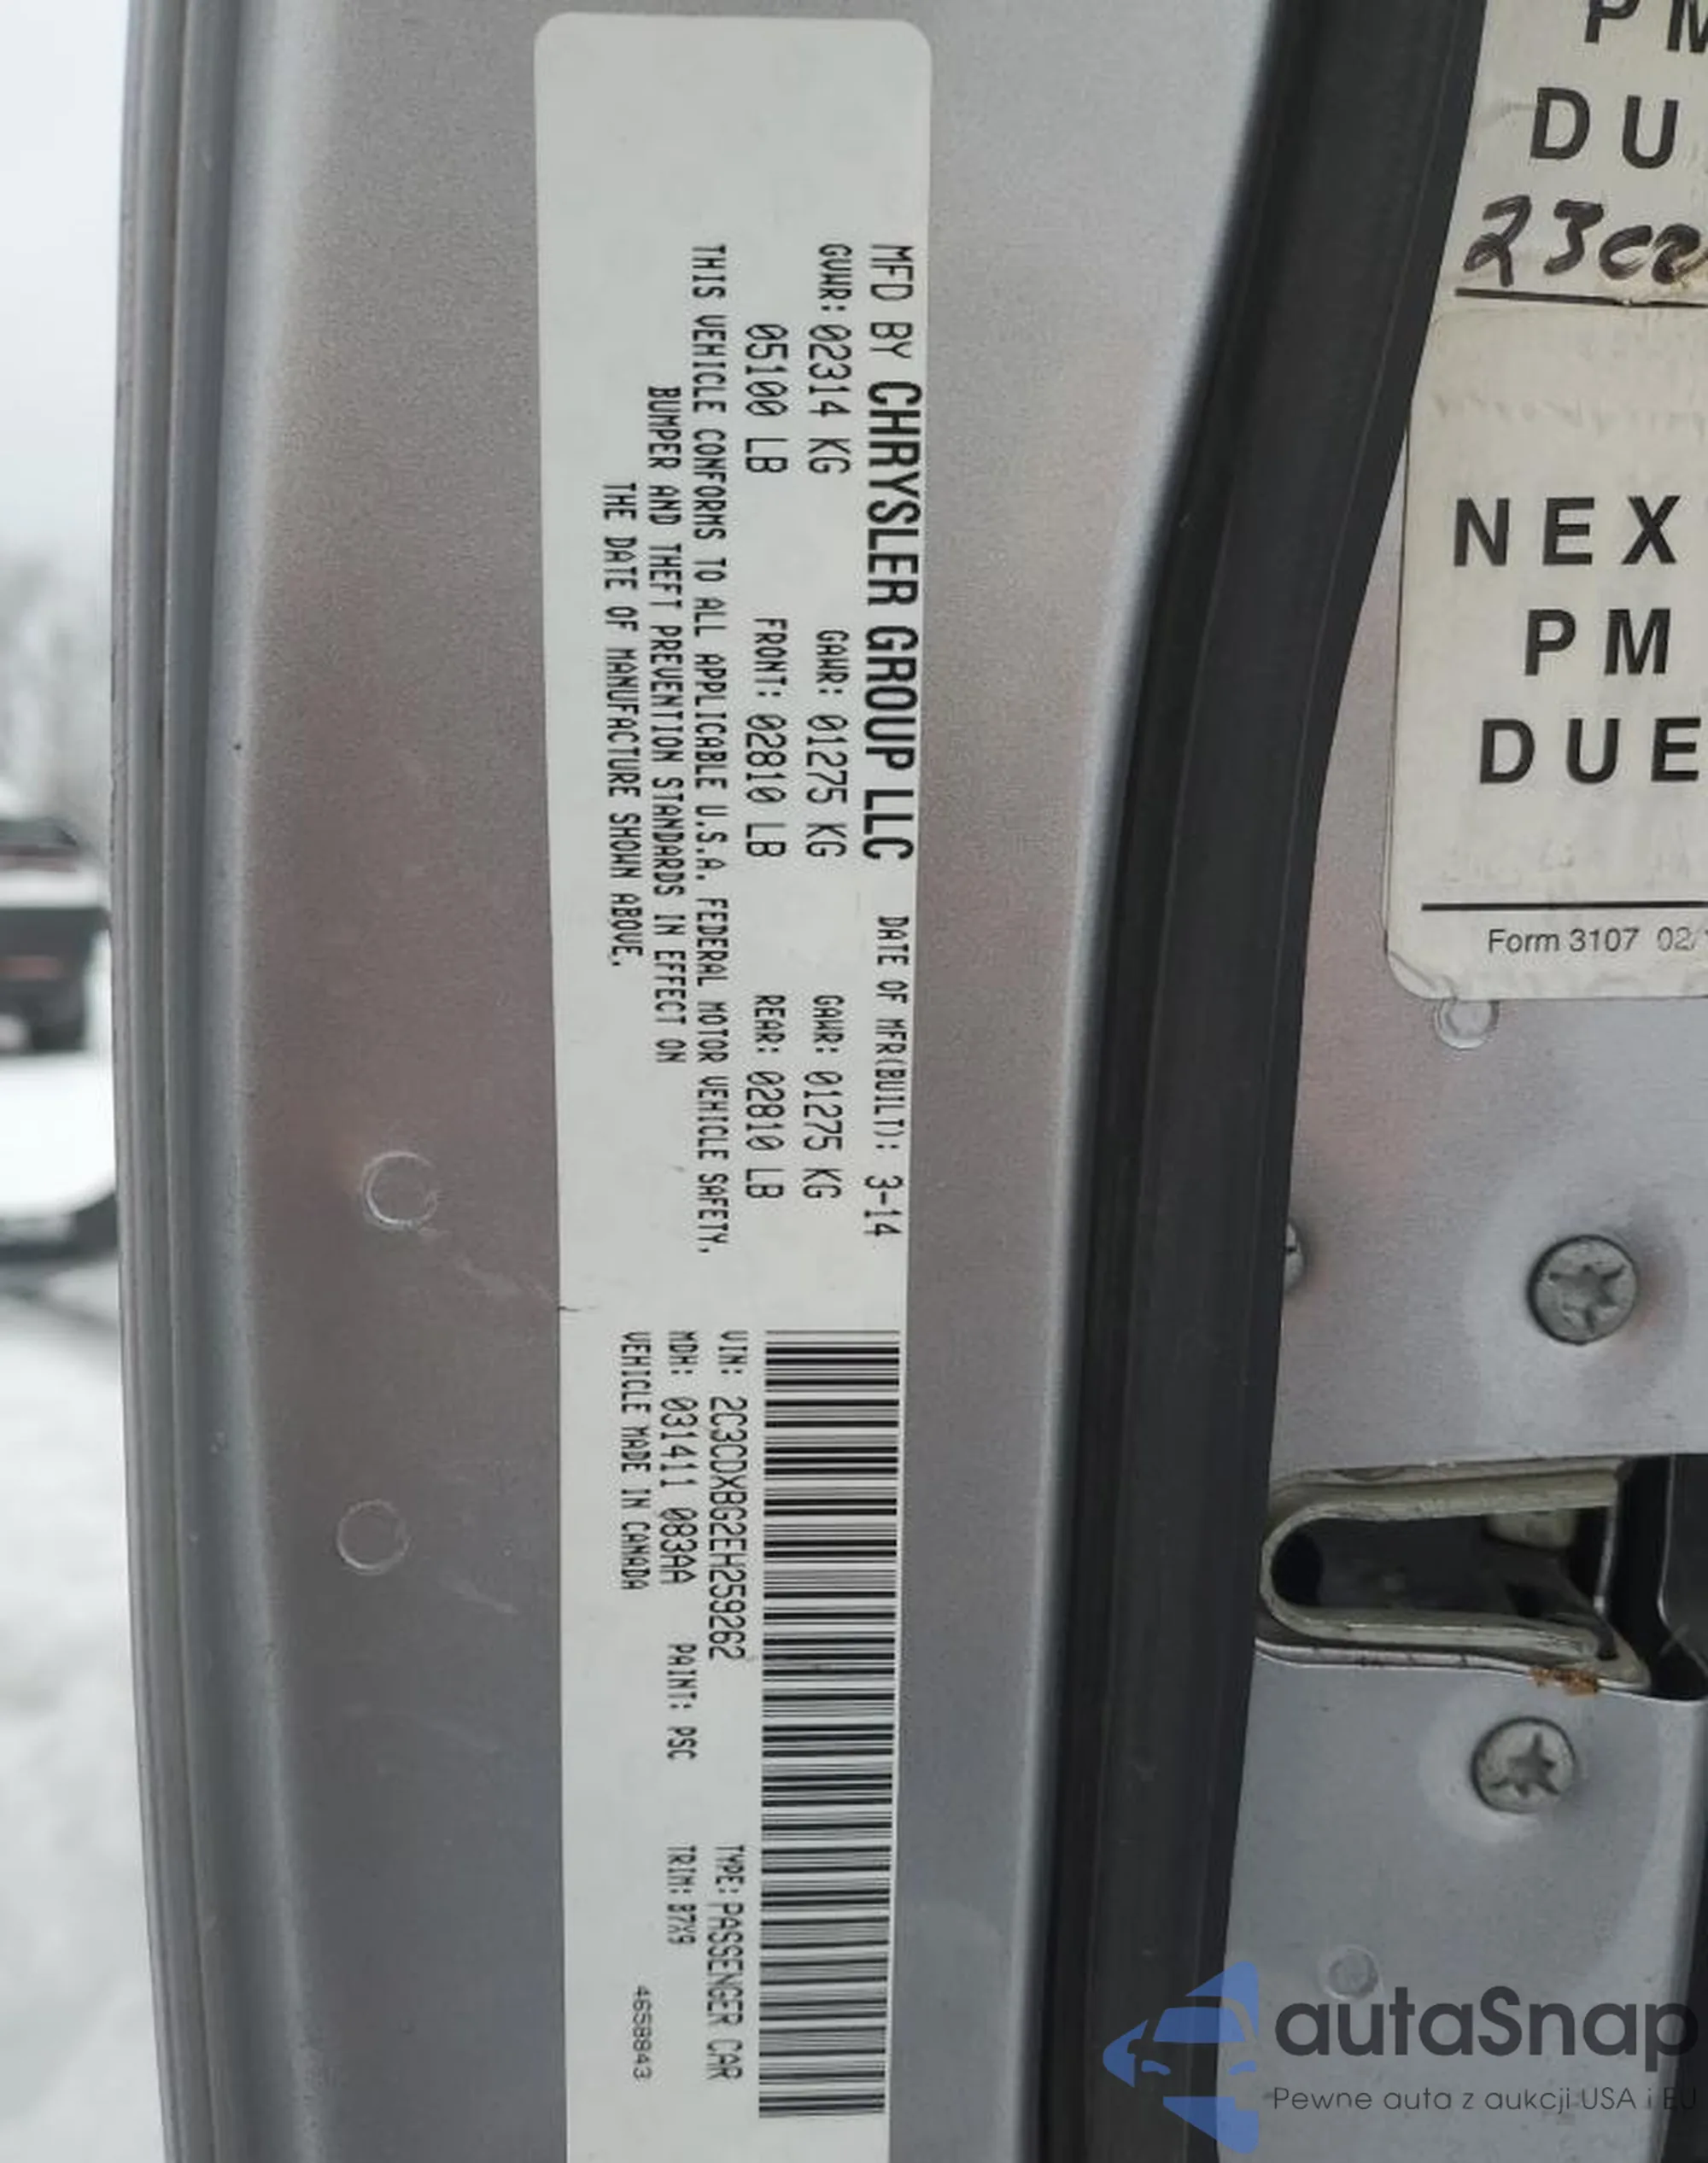 MFD BY CHRYSLER GROUP LLC DATE OF MFR(BUILT): 3-14
GVWR: 02314 KG GAWR: 01275 KG GAWR: 01275 KG
05100 LB FRONT: 02810 LB REAR: 02810 LB
THIS VEHICLE CONFORMS TO ALL APPLICABLE U.S.A. FEDERAL MOTOR VEHICLE SAFETY,
BUMPER AND THEFT PREVENTION STANDARDS IN EFFECT ON
THE DATE OF MANUFACTURE SHOWN ABOVE.
VIN: 2C3CDXBG2EH259262 TYPE: PASSENGER CAR
MDH: 031411 083AA PAINT: PSC TRIM: B7X9
VEHICLE MADE IN CANADA 4658843
PM
DU
NEX
PM
DUE
Form 3107 02/
autaSnap
Pewne auta z aukcji USA i EU